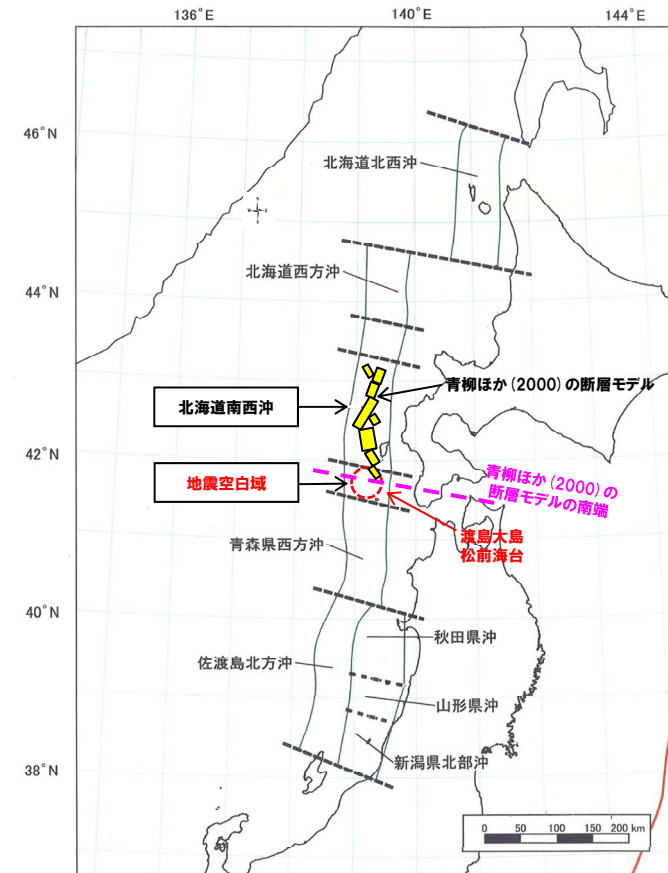 136°E
140°E
144°E
46°N
北海道北西沖
N
W
E
S
北海道西方沖
44°N
青柳ほか(2000)の断層モデル
北海道南西沖
42°N
地震空白域
青柳ほか(2000)の
断層モデルの南端
渡島大島
松前海台
青森県西方沖
40°N
秋田県沖
佐渡島北方沖
山形県沖
新潟県北部沖
38°N
0 50 100 150 200 km